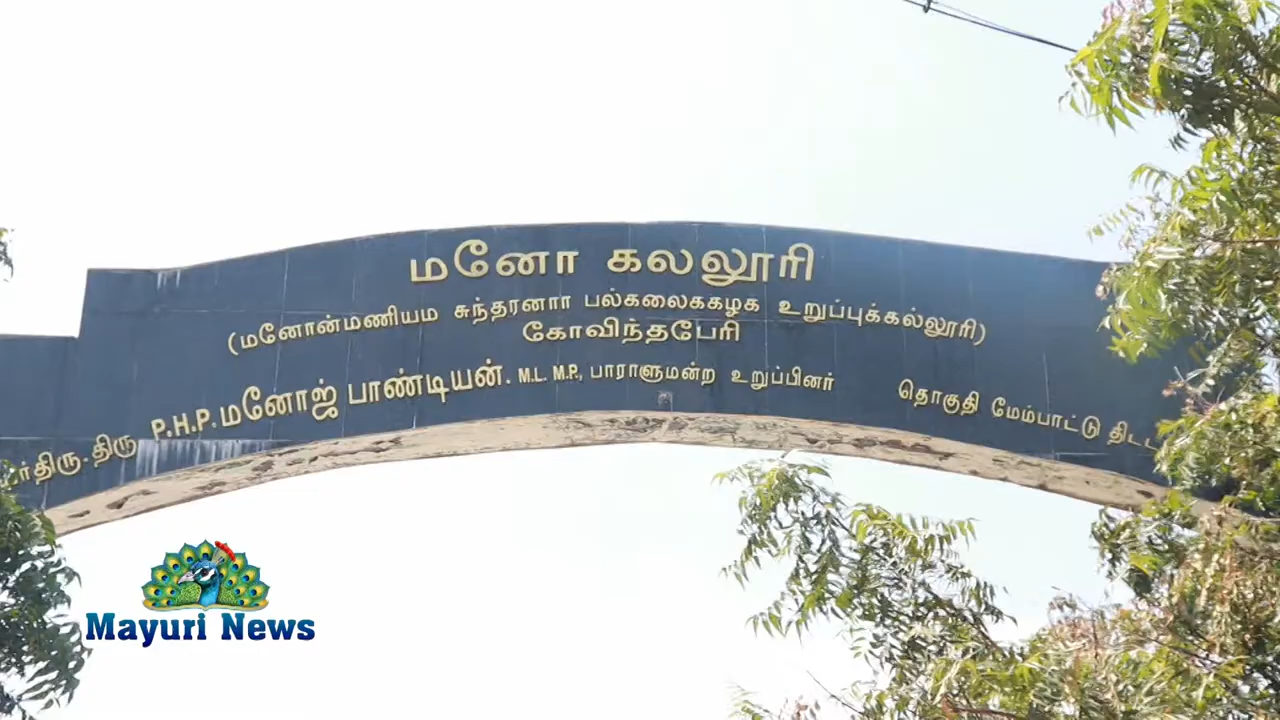 மனோ கலலூரி
(மனோன்மணியம சுந்தரனார பல்கலைககழக உறுப்புக்கல்லூரி)
கோவிந்தபேரி
திரு P.H.P. மனோஜ் பாண்டியன். M.L. M.P., பாராளுமன்ற உறுப்பினர் தொகுதி மேம்பாட்டு
Mayuri News